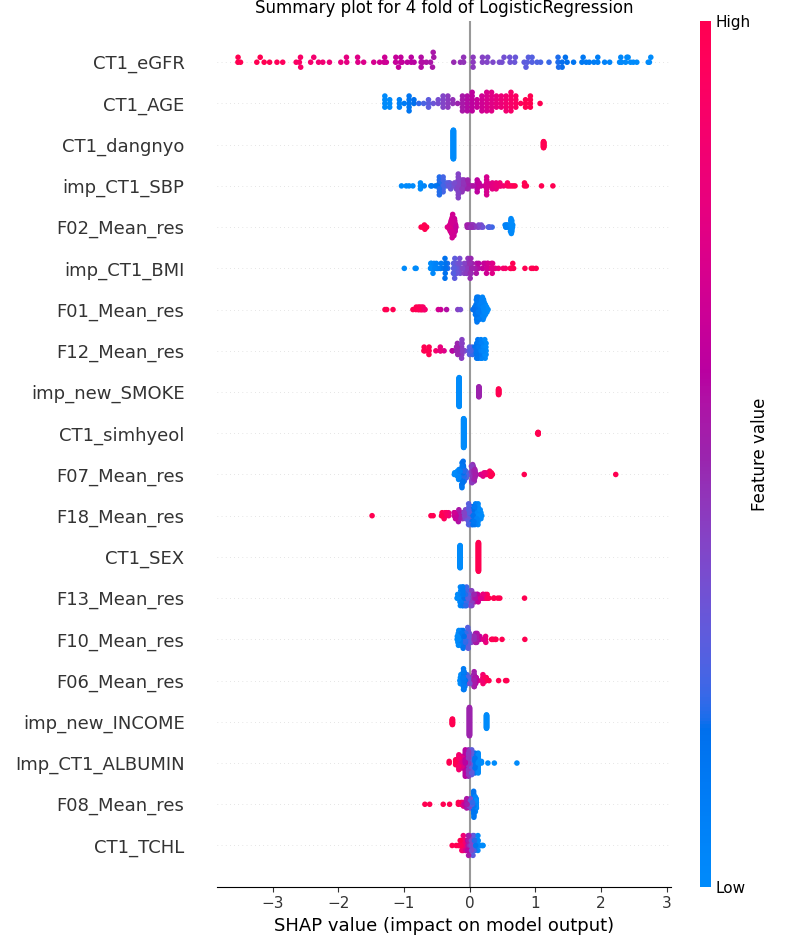 Summary plot for 4 fold of LogisticRegression
High
CT1_eGFR
CT1_AGE
CT1_dangnyo
imp_CT1_SBP
F02_Mean_res
imp_CT1_BMI
F01_Mean_res
F12_Mean_res
imp_new_SMOKE
CT1_simhyeol
F07_Mean_res
F18_Mean_res
CT1_SEX
F13_Mean_res
F10_Mean_res
F06_Mean_res
imp_new_INCOME
Imp_CT1_ALBUMIN
F08_Mean_res
CT1_TCHL
Feature value
Low
−3 −2 −1 0 1 2 3
SHAP value (impact on model output)